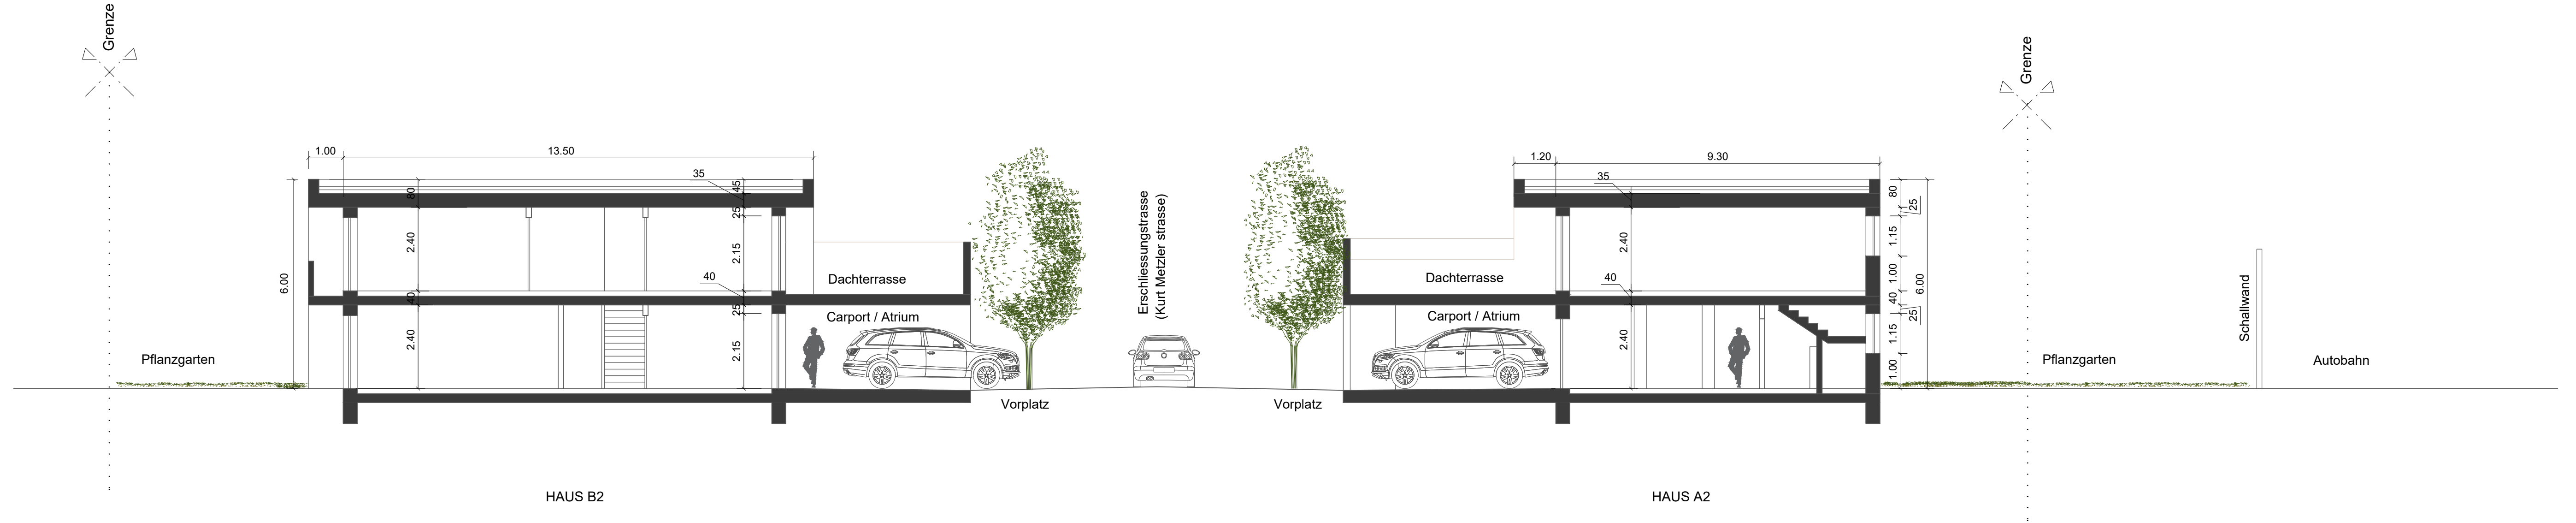 Grenze
Grenze
1.00
13.50
1.20
9.30
35
35
80
45
80
25
25
2.40
2.15
2.40
1.15
6.00
1.00
6.00
Erschliessungstrasse
(Kurt Metzler strasse)
Dachterrasse
Dachterrasse
40
40
40
40
25
25
Carport / Atrium
Carport / Atrium
2.40
2.15
2.40
1.15
1.00
Schallwand
Pflanzgarten
Pflanzgarten
Autobahn
Vorplatz
Vorplatz
HAUS B2
HAUS A2